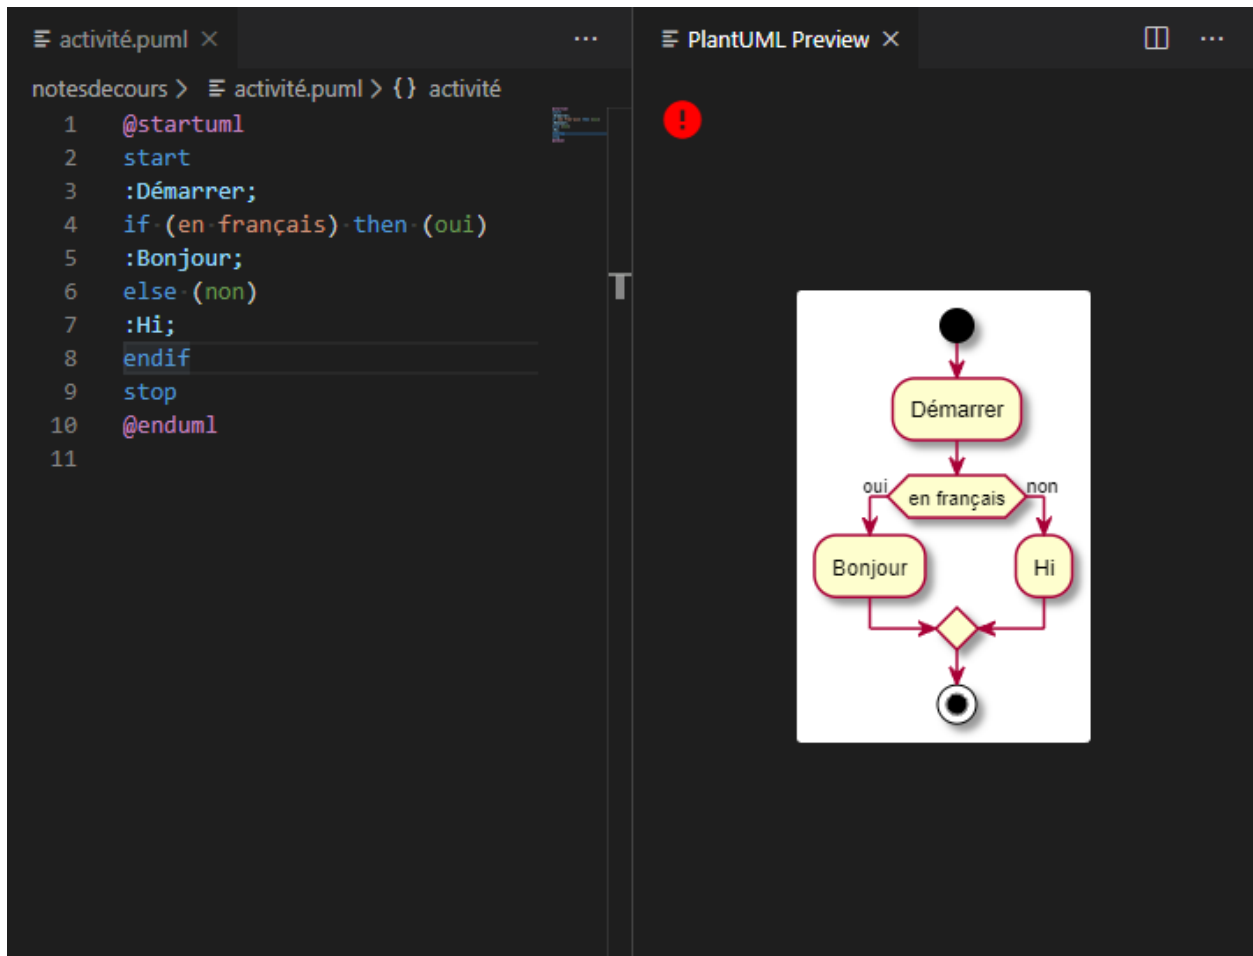 activité.puml
notesdecours > activité.puml > {} activité
1 @startuml
2 start
3 :Démarrer;
4 if (en français) then (oui)
5 :Bonjour;
6 else (non)
7 :Hi;
8 endif
9 stop
10 @enduml
11
PlantUML Preview
Démarrer
oui
en français
non
Bonjour
Hi